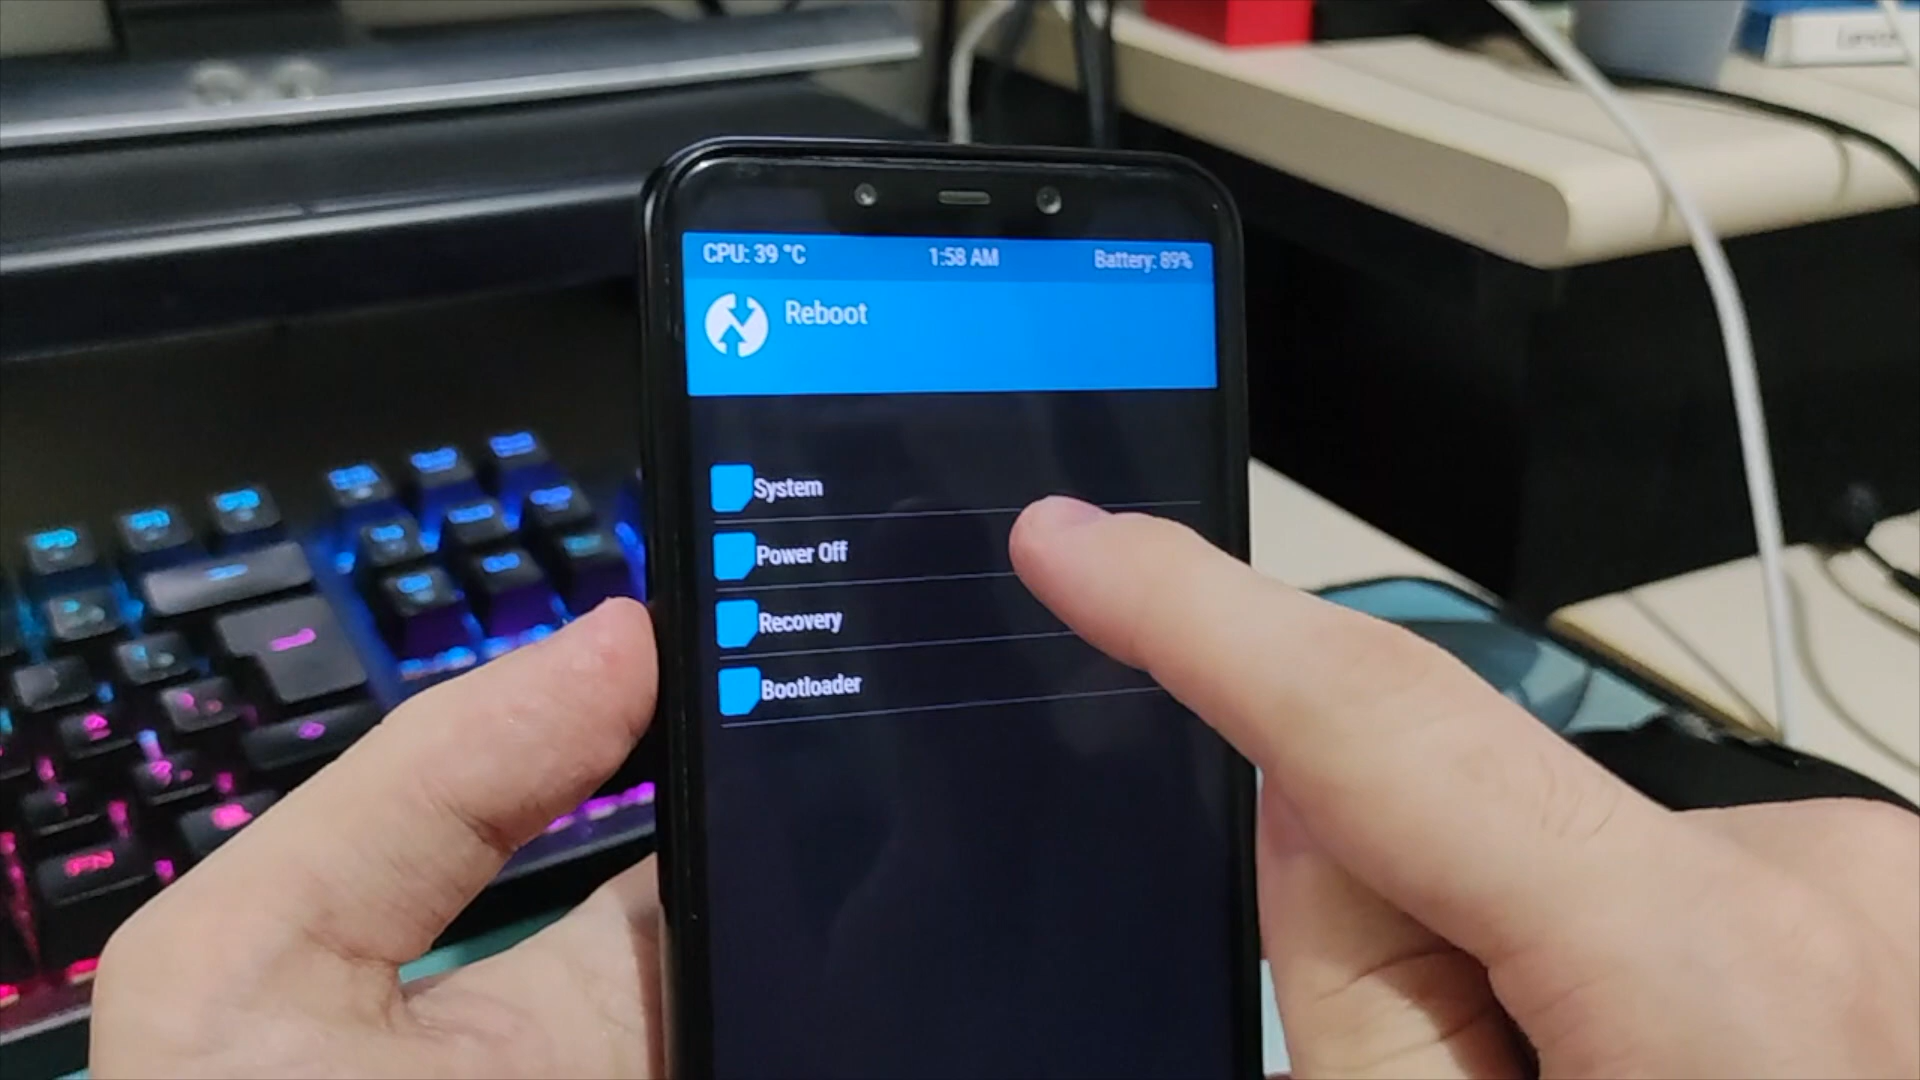 CPU: 39 °C 1:58 AM Battery: 89%
Reboot
System
Power Off
Recovery
Bootloader